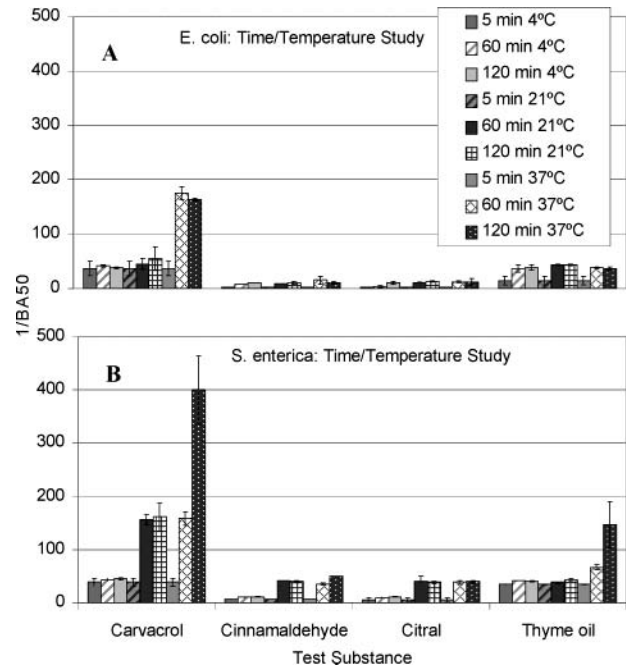 500
A
E. coli: Time/Temperature Study
5 min 4ºC
60 min 4ºC
120 min 4ºC
5 min 21ºC
60 min 21ºC
120 min 21ºC
5 min 37ºC
60 min 37ºC
120 min 37ºC
400
300
200
100
0
1/BA50
500
B
S. enterica: Time/Temperature Study
400
300
200
100
0
Carvacrol
Cinnamaldehyde
Citral
Thyme oil
Test Substance